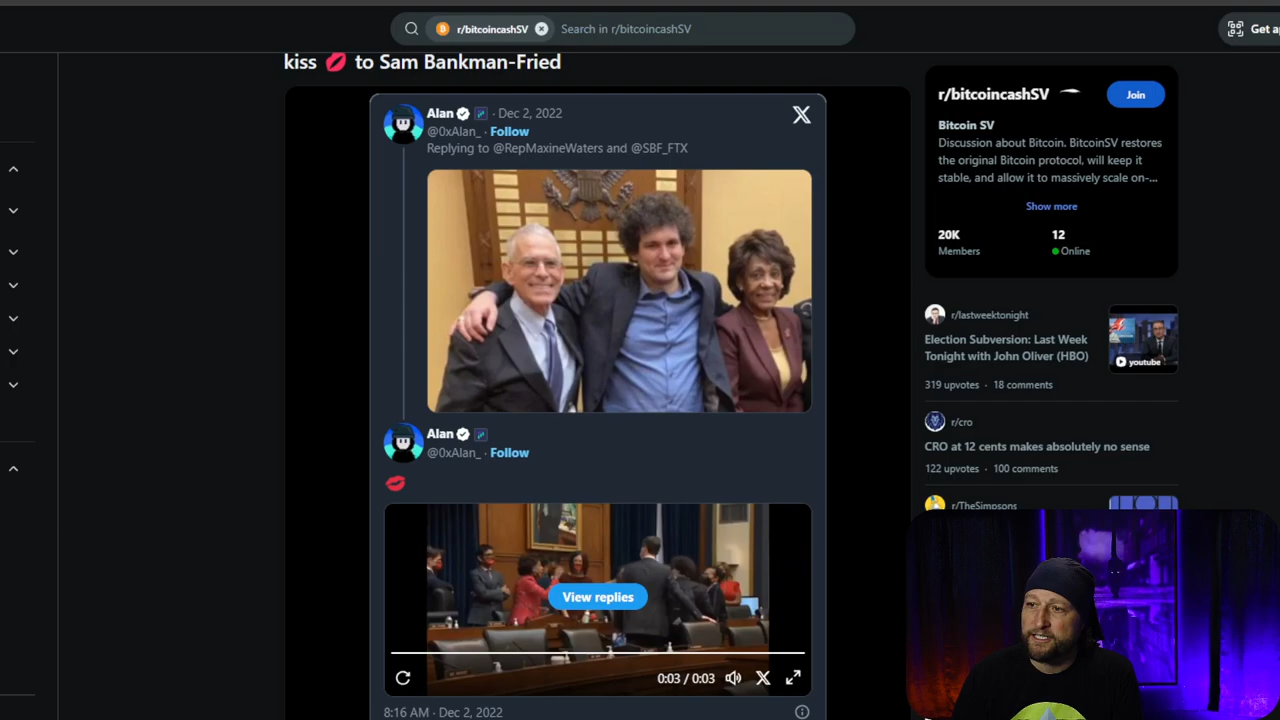 r/bitcoincashSV
Search in r/bitcoincashSV
Get a
kiss 💋 to Sam Bankman-Fried
Alan
· Dec 2, 2022
@0xAlan_ · Follow
Replying to @RepMaxineWaters and @SBF_FTX
Alan
@0xAlan_ · Follow
💋
View replies
0:03 / 0:03
8:16 AM · Dec 2, 2022
r/bitcoincashSV
Join
Bitcoin SV
Discussion about Bitcoin. BitcoinSV restores
the original Bitcoin protocol, will keep it
stable, and allow it to massively scale on-...
Show more
20K
12
Members
Online
r/lastweektonight
Election Subversion: Last Week
Tonight with John Oliver (HBO)
youtube
319 upvotes · 18 comments
r/cro
CRO at 12 cents makes absolutely no sense
122 upvotes · 100 comments
r/TheSimpsons